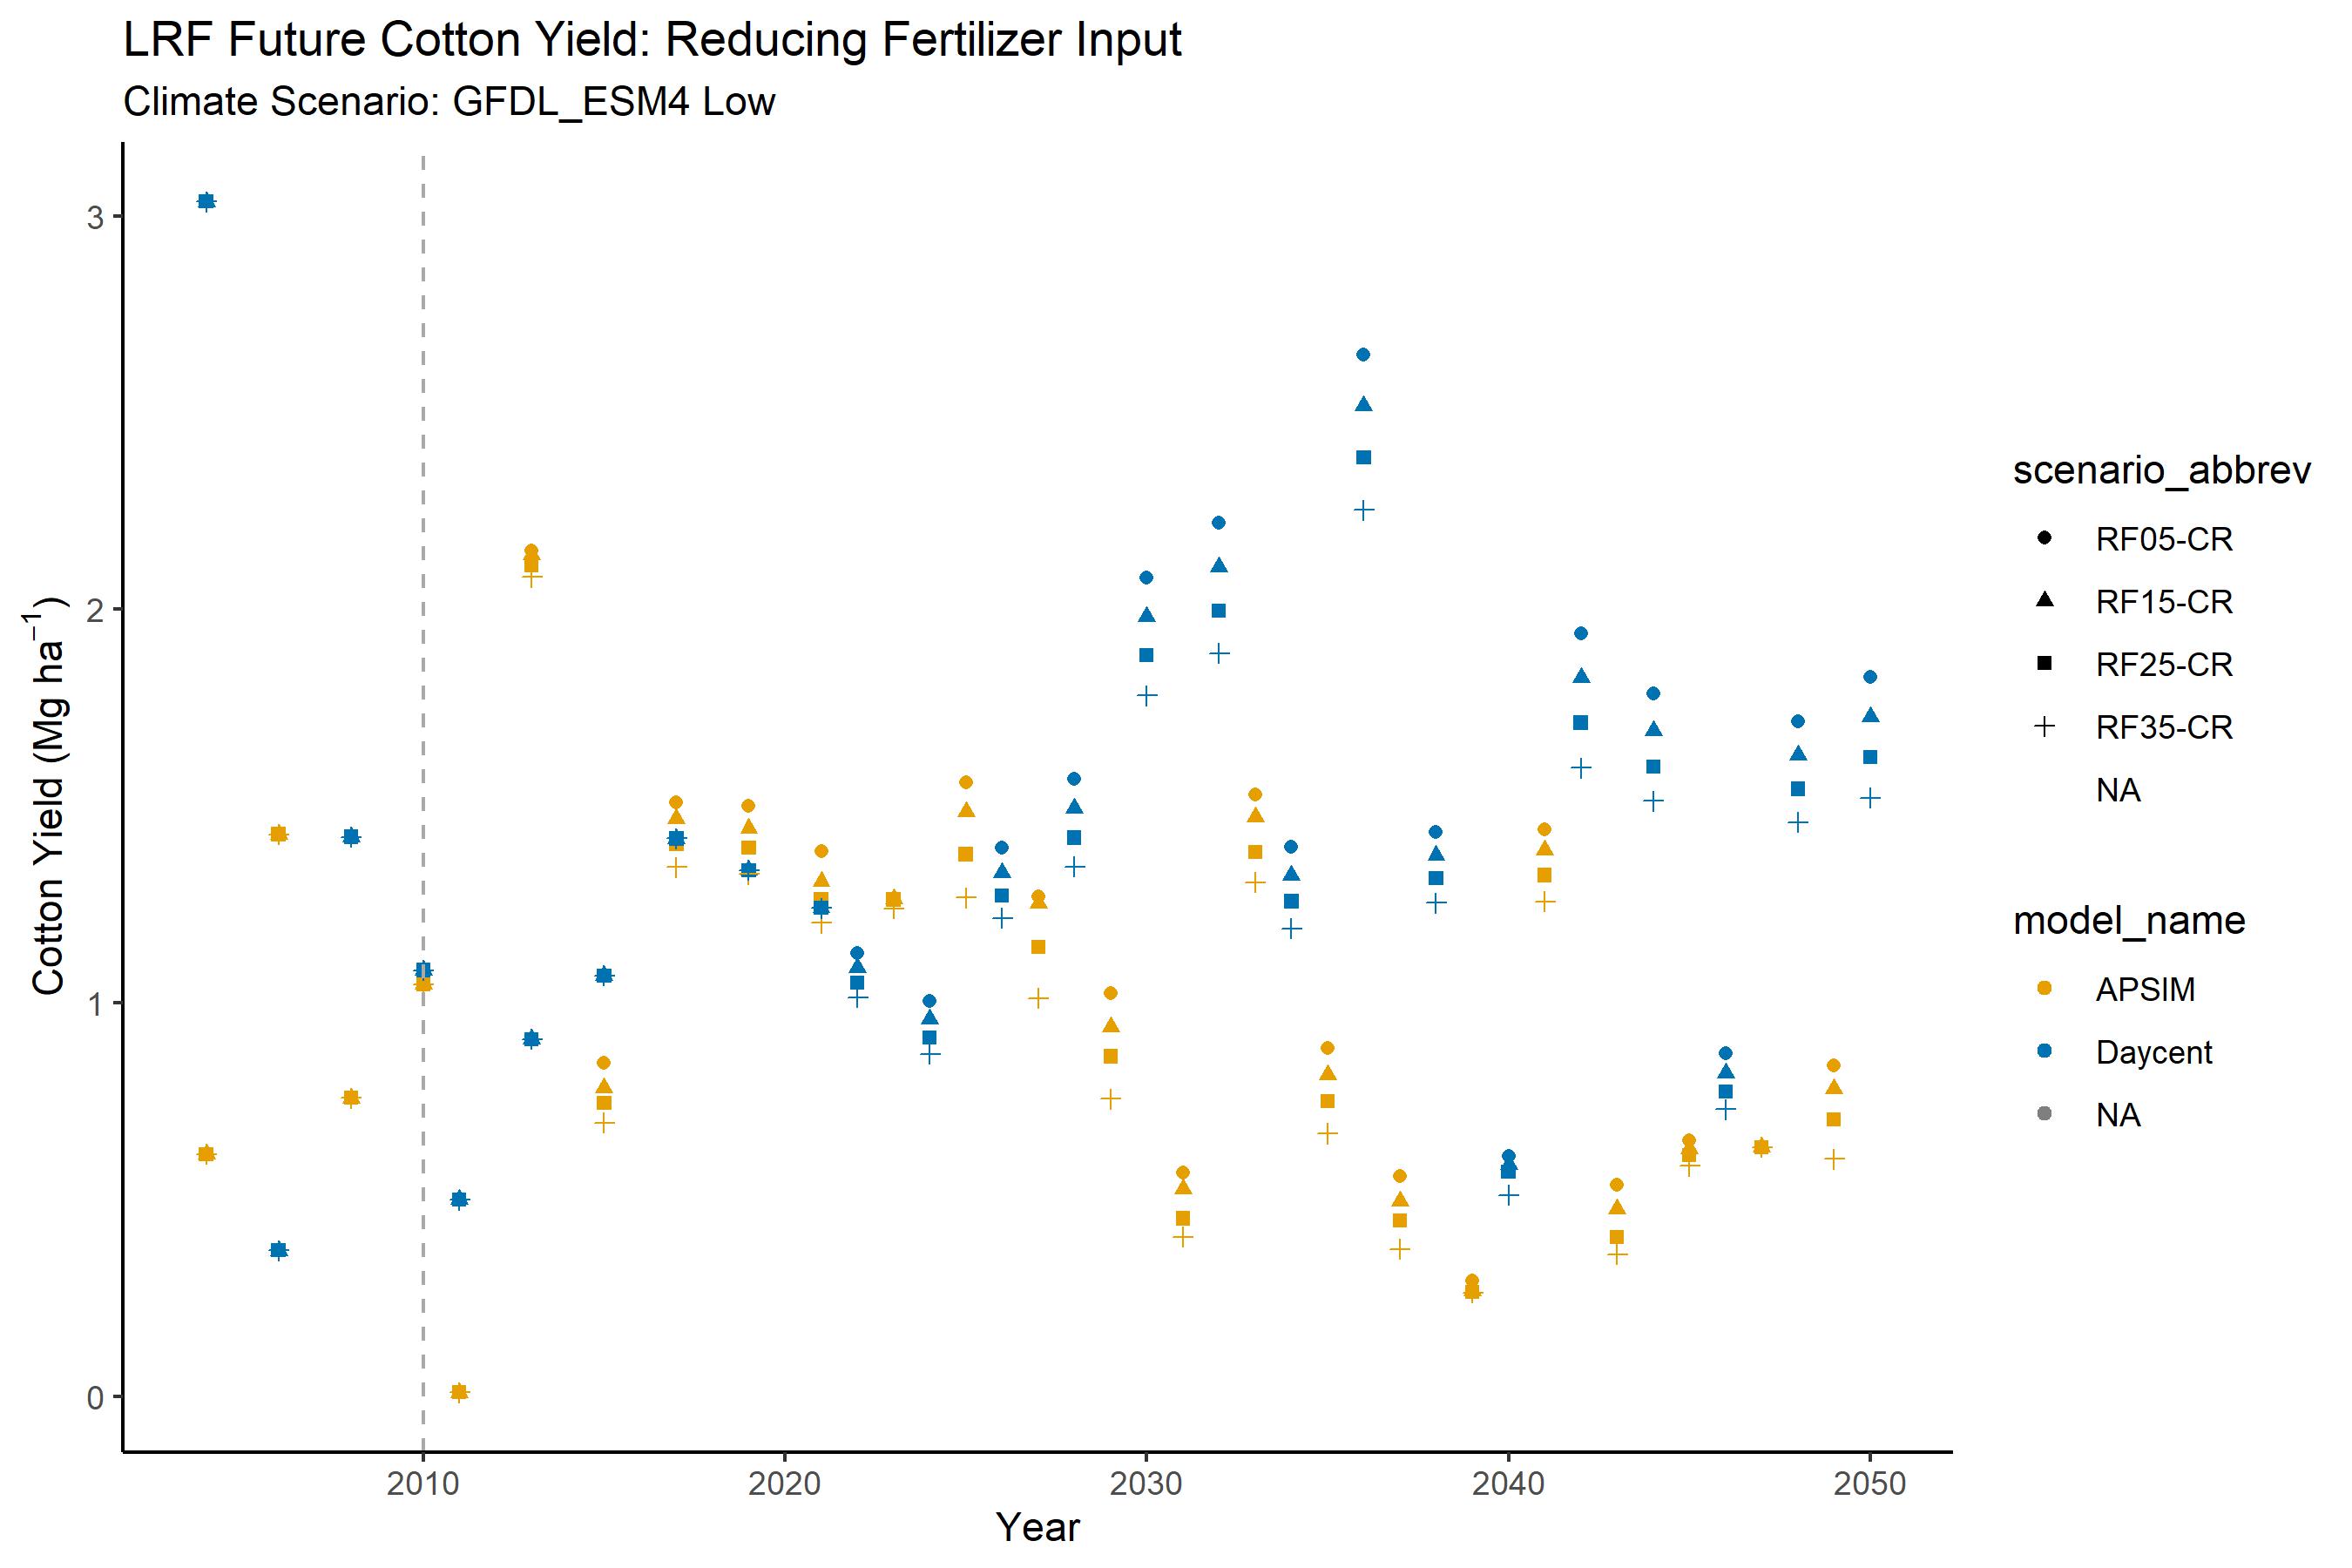 LRF Future Cotton Yield: Reducing Fertilizer Input
Climate Scenario: GFDL_ESM4 Low
Cotton Yield (Mg ha⁻¹)
3
2
1
0
2010
2020
2030
2040
2050
Year
scenario_abbrev
RF05-CR
RF15-CR
RF25-CR
RF35-CR
NA
model_name
APSIM
Daycent
NA